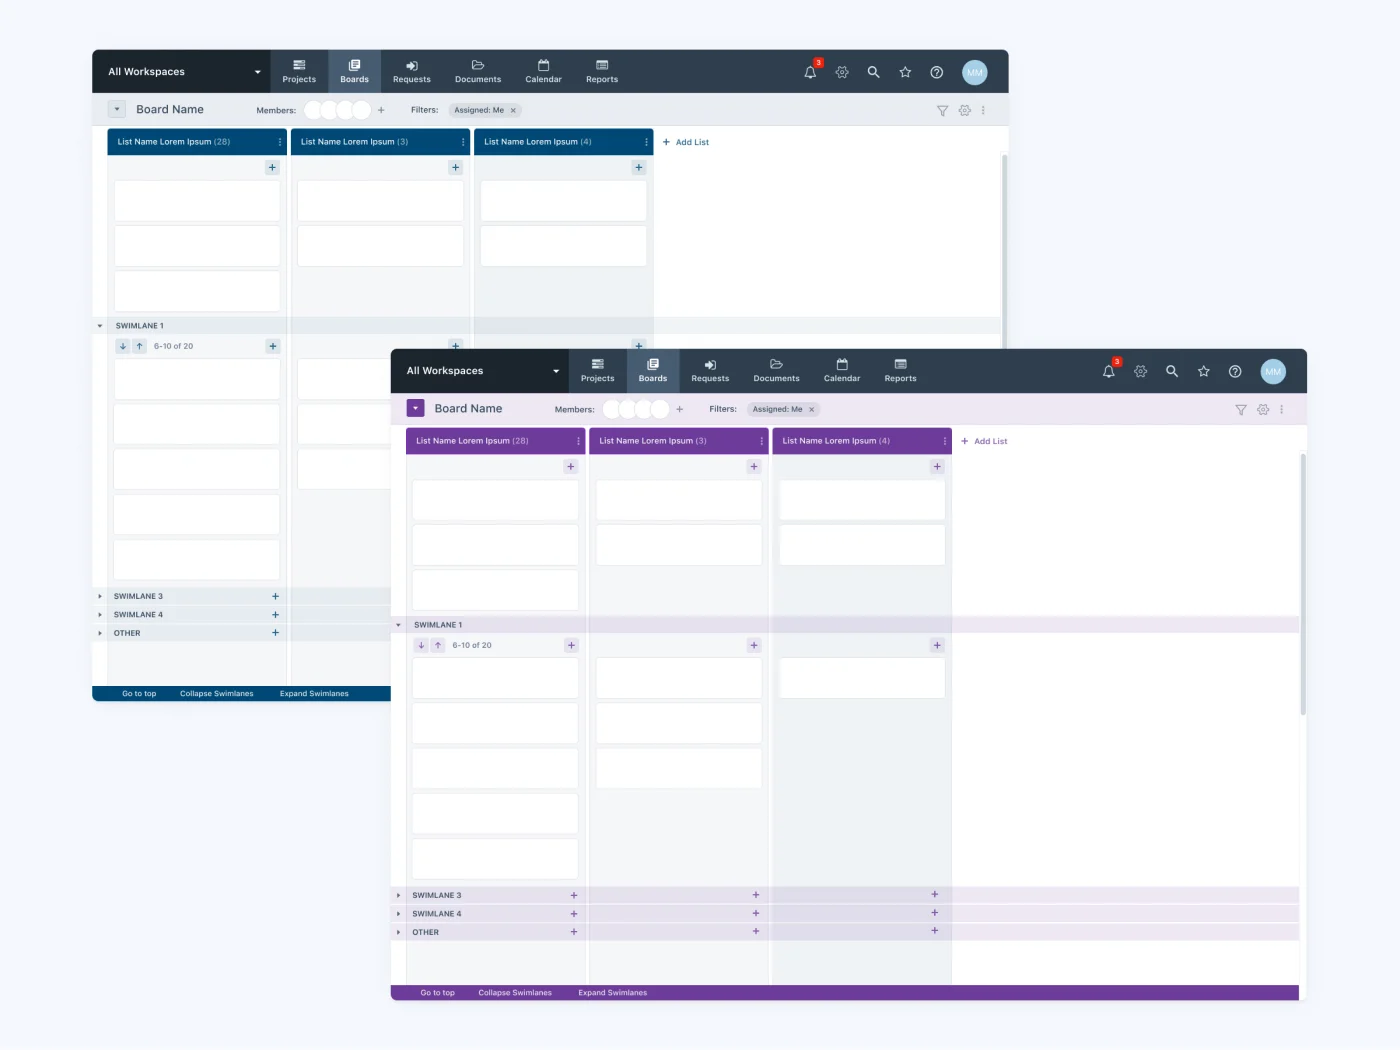 All Workspaces Projects Boards Requests Documents Calendar Reports 3 MM
Board Name Members: Filters: Assigned: Me
List Name Lorem Ipsum (28) List Name Lorem Ipsum (3) List Name Lorem Ipsum (4) + Add List
+ + +
SWIMLANE 1
6-10 of 20 + + +
SWIMLANE 3 +
SWIMLANE 4 +
OTHER +
Go to top Collapse Swimlanes Expand Swimlanes
All Workspaces Projects Boards Requests Documents Calendar Reports 3 MM
Board Name Members: Filters: Assigned: Me
List Name Lorem Ipsum (28) List Name Lorem Ipsum (3) List Name Lorem Ipsum (4) + Add List
+ + +
SWIMLANE 1
6-10 of 20 + + +
SWIMLANE 3 + + +
SWIMLANE 4 + + +
OTHER + + +
Go to top Collapse Swimlanes Expand Swimlanes